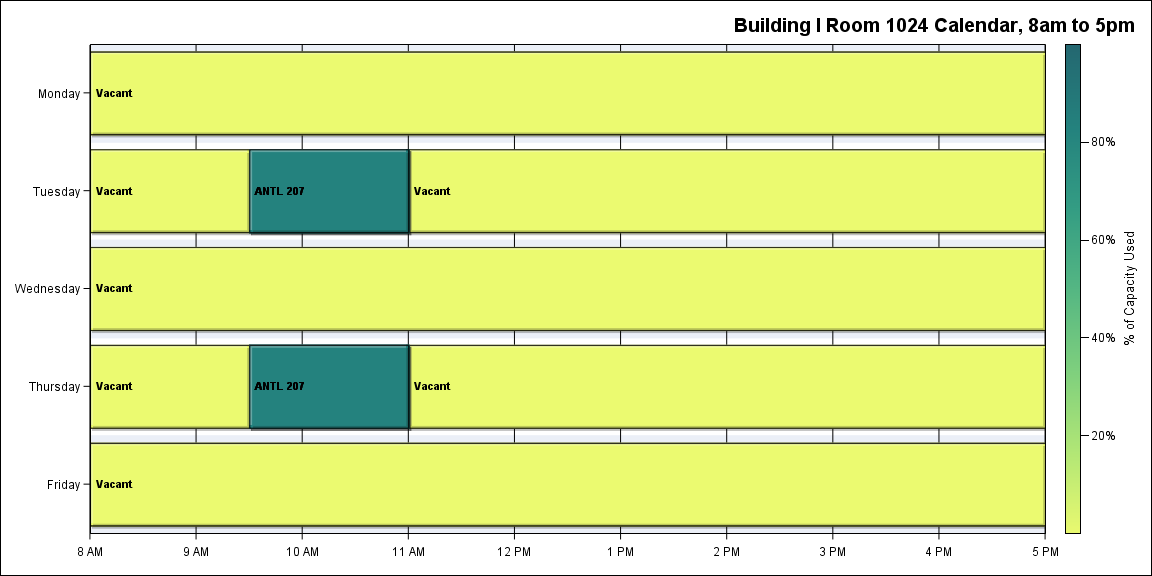 Building I Room 1024 Calendar, 8am to 5pm
Monday
Vacant
Tuesday
Vacant
ANTL 207
Vacant
Wednesday
Vacant
Thursday
Vacant
ANTL 207
Vacant
Friday
Vacant
8 AM
9 AM
10 AM
11 AM
12 PM
1 PM
2 PM
3 PM
4 PM
5 PM
80%
60%
40%
20%
% of Capacity Used